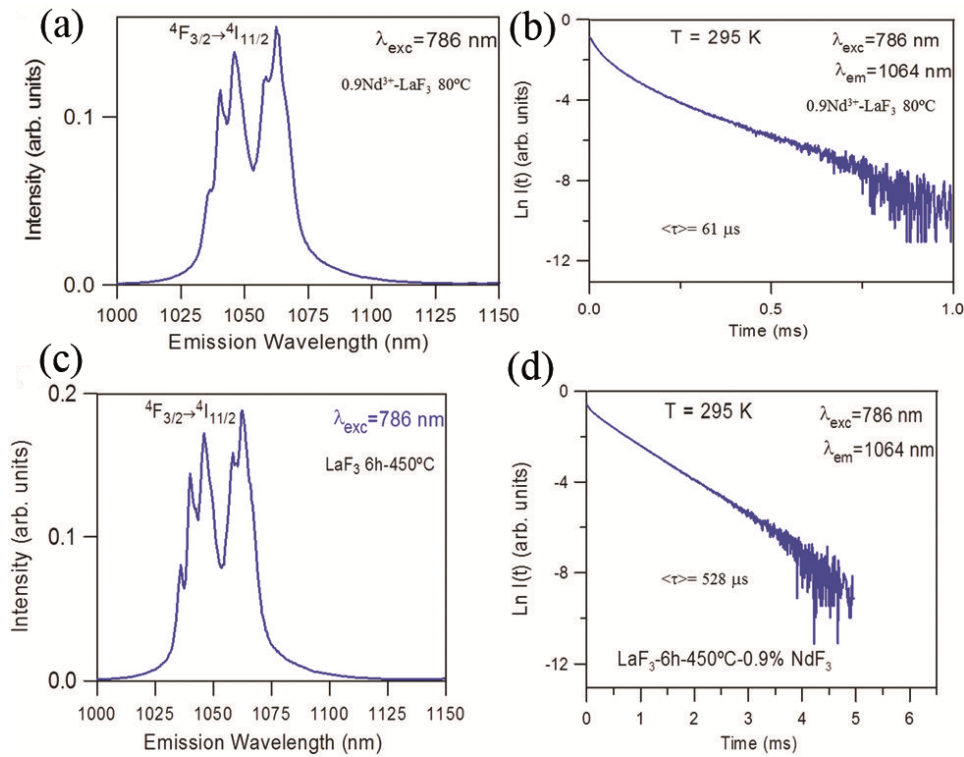 (a)
⁴F₃/₂→⁴I₁₁/₂
λexc=786 nm
0.9Nd³⁺-LaF₃ 80ºC
Intensity (arb. units)
0.1
0.0
1000 1025 1050 1075 1100 1125 1150
Emission Wavelength (nm)
(b)
T = 295 K
λexc=786 nm
λem=1064 nm
0.9Nd³⁺-LaF₃ 80ºC
Ln I(t) (arb. units)
0
-4
-8
-12
<τ>= 61 µs
0.0 0.5 1.0
Time (ms)
(c)
0.2
⁴F₃/₂→⁴I₁₁/₂
λexc=786 nm
LaF₃ 6h-450ºC
Intensity (arb. units)
0.1
0.0
1000 1025 1050 1075 1100 1125 1150
Emission Wavelength (nm)
(d)
T = 295 K
λexc=786 nm
λem=1064 nm
Ln I(t) (arb. units)
0
-4
-8
-12
<τ>= 528 µs
LaF₃-6h-450ºC-0.9% NdF₃
0 1 2 3 4 5 6
Time (ms)